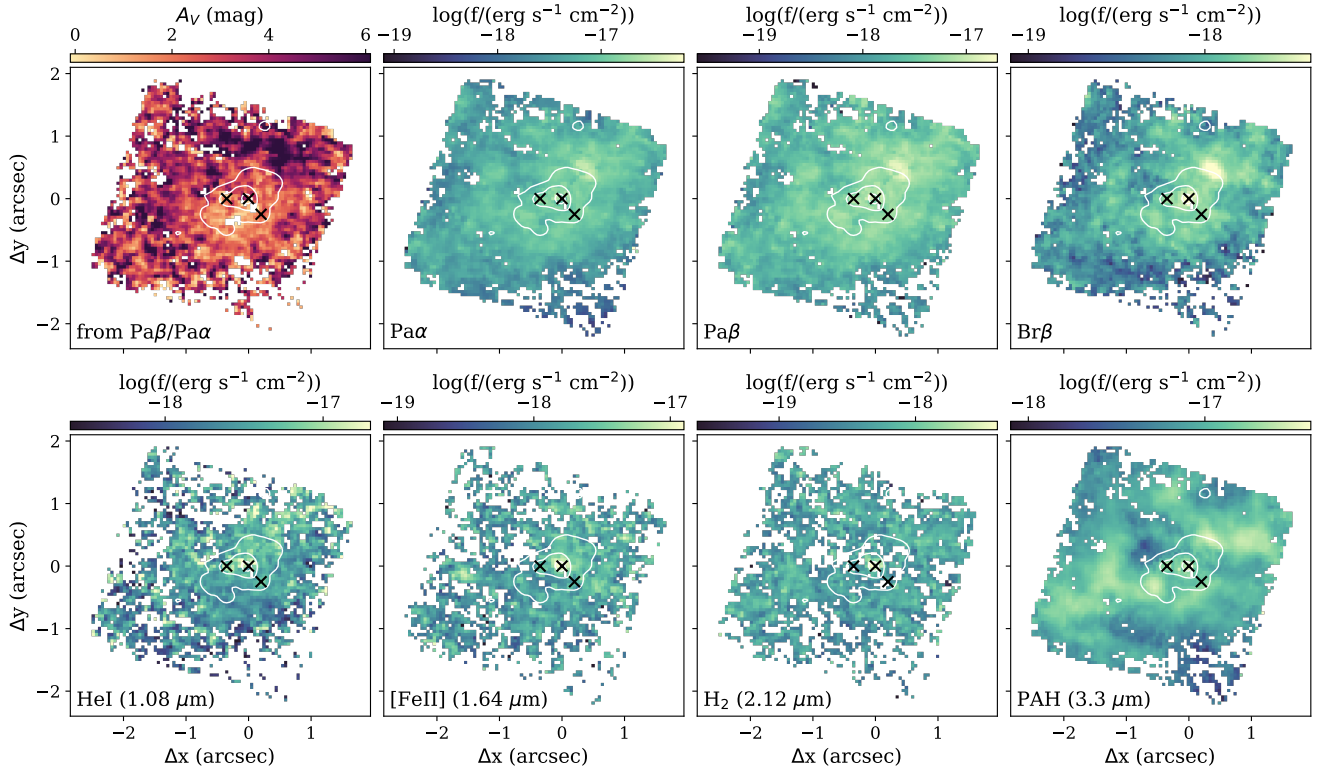 A_V (mag)
log(f/(erg s⁻¹ cm⁻²))
log(f/(erg s⁻¹ cm⁻²))
log(f/(erg s⁻¹ cm⁻²))
0 2 4 6
−19 −18 −17
−19 −18 −17
−19 −18
2
1
0
−1
−2
Δy (arcsec)
from Paβ/Paα
Paα
Paβ
Brβ
log(f/(erg s⁻¹ cm⁻²))
log(f/(erg s⁻¹ cm⁻²))
log(f/(erg s⁻¹ cm⁻²))
log(f/(erg s⁻¹ cm⁻²))
−18 −17
−19 −18 −17
−19 −18
−18 −17
2
1
0
−1
−2
Δy (arcsec)
HeI (1.08 μm)
[FeII] (1.64 μm)
H₂ (2.12 μm)
PAH (3.3 μm)
−2 −1 0 1
−2 −1 0 1
−2 −1 0 1
−2 −1 0 1
Δx (arcsec)
Δx (arcsec)
Δx (arcsec)
Δx (arcsec)